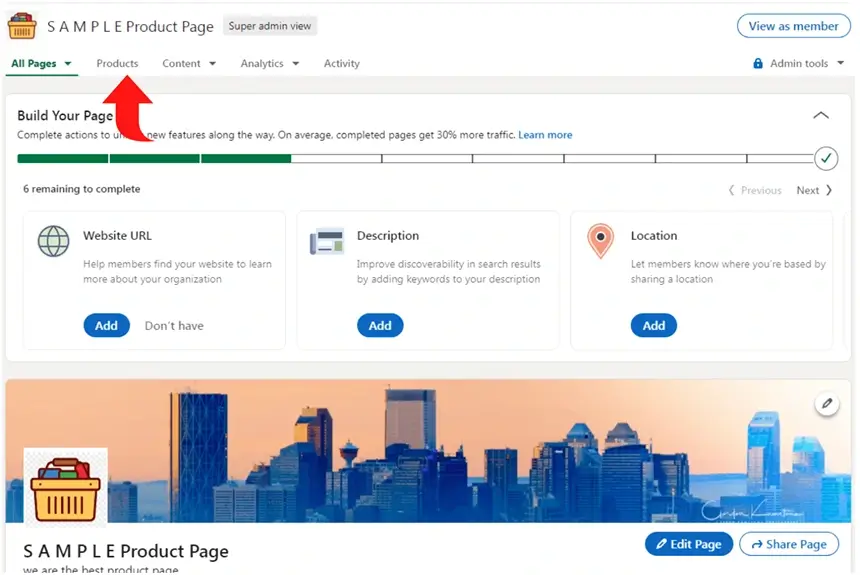 S A M P L E Product Page Super admin view View as member
All Pages Products Content Analytics Activity Admin tools
Build Your Page
Complete actions to new features along the way. On average, completed pages get 30% more traffic. Learn more
6 remaining to complete Previous Next
Website URL
Help members find your website to learn
more about your organization
Add Don't have
Description
Improve discoverability in search results
by adding keywords to your description
Add
Location
Let members know where you're based by
sharing a location
Add
S A M P L E Product Page
Edit Page Share Page
we are the best product page